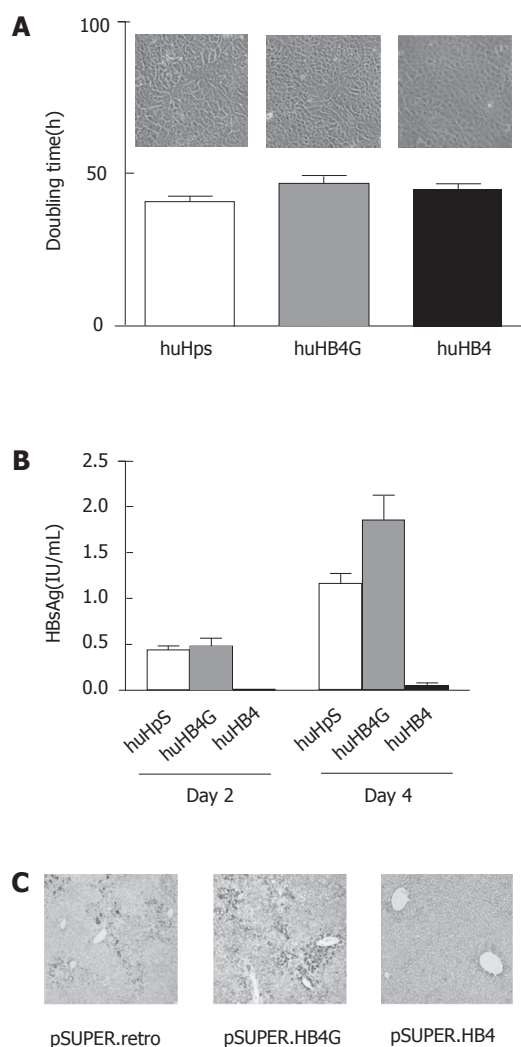 A
100
Doubling time(h)
50
0
huHps
huHB4G
huHB4
B
2.5
2.0
HBsAg(IU/mL)
1.5
1.0
0.5
0.0
huHpS
huHB4G
huHB4
huHpS
huHB4G
huHB4
Day 2
Day 4
C
pSUPER.retro
pSUPER.HB4G
pSUPER.HB4